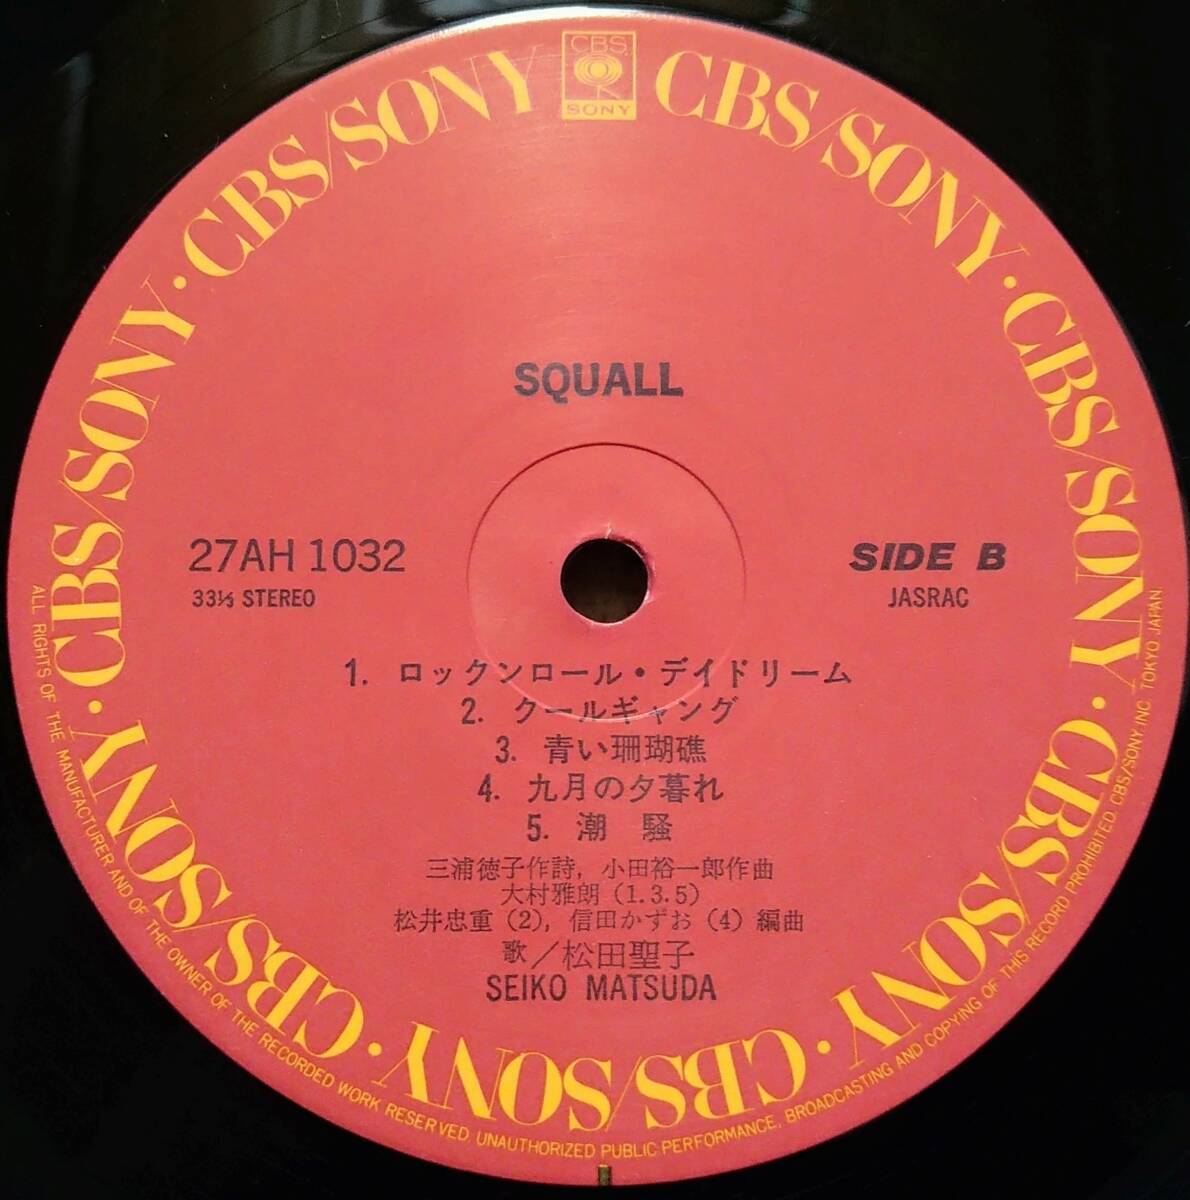 CBS
SONY
CBS/SONY · CBS/SONY · CBS/SONY · CBS/SONY · CBS/SONY · CBS/SONY · CBS/SONY · CBS/SONY
SQUALL
27AH 1032
33⅓ STEREO
SIDE B
JASRAC
1. ロックンロール・デイドリーム
2. クールギャング
3. 青い珊瑚礁
4. 九月の夕暮れ
5. 潮 騒
三浦徳子作詩, 小田裕一郎作曲
大村雅朗 (1.3.5)
松井忠重 (2), 信田かずお (4) 編曲
歌/松田聖子
SEIKO MATSUDA
ALL RIGHTS OF THE MANUFACTURER AND OF THE OWNER OF THE RECORDED WORK RESERVED. UNAUTHORIZED PUBLIC PERFORMANCE, BROADCASTING AND COPYING OF THIS RECORD PROHIBITED. CBS/SONY INC. TOKYO JAPAN.